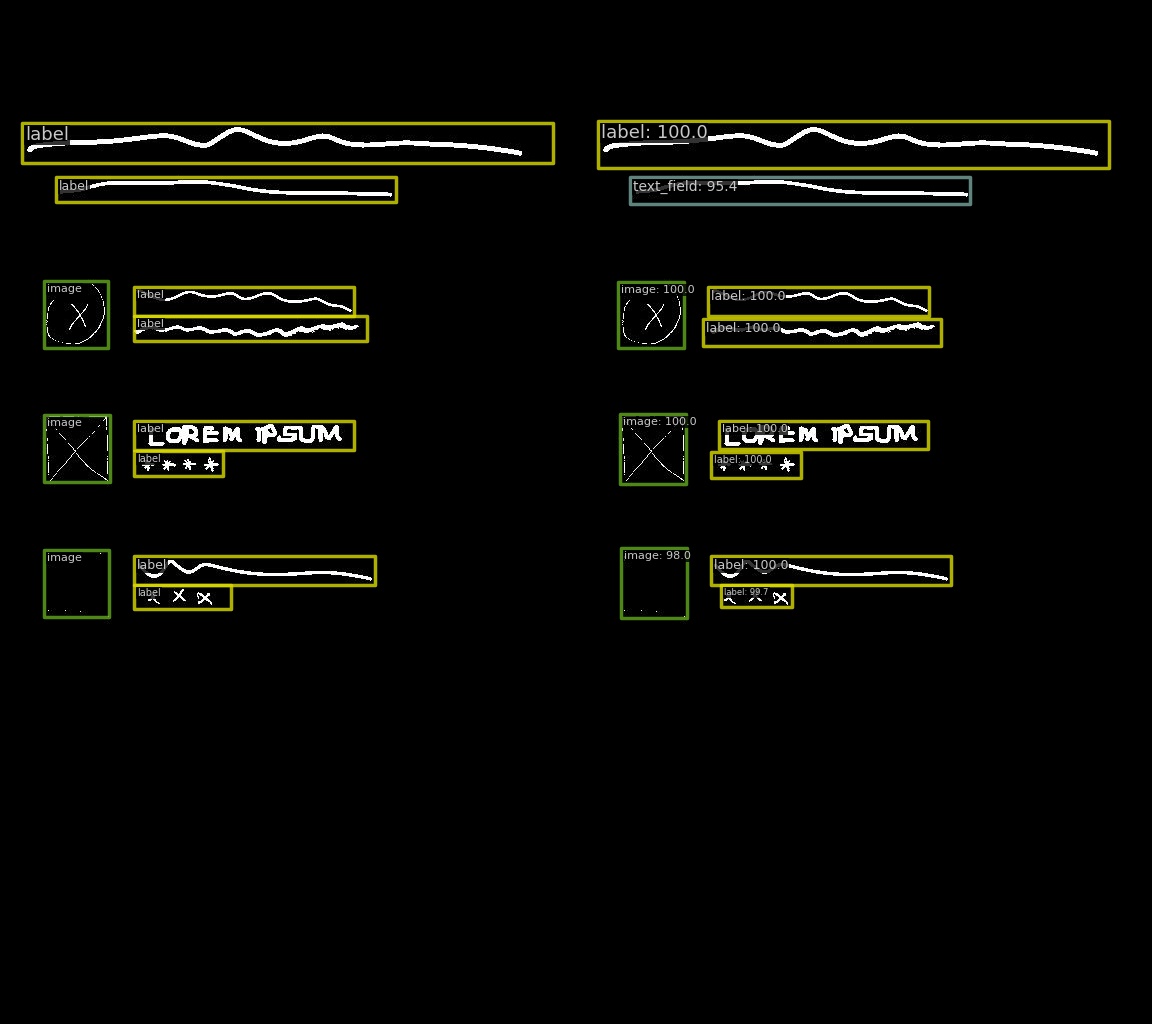 label label: 100.0
label text_field: 95.4
image label image: 100.0 label: 100.0
label label: 100.0
image label LOREM IPSUM image: 100.0 label: 100.0 LOREM IPSUM
label * * * * label: 100.0 *
image label image: 98.0 label: 100.0
label x x x label: 99.7 x x x